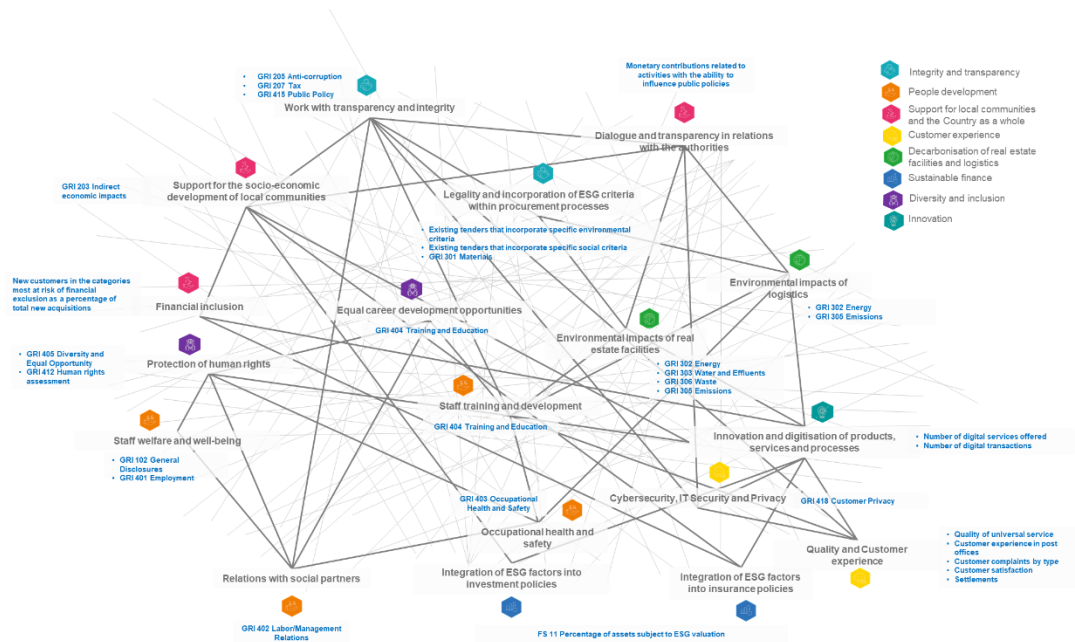 GRI 205 Anti-corruption
GRI 207 Tax
GRI 415 Public Policy
Work with transparency and integrity
Monetary contributions related to
activities with the ability to
influence public policies
Dialogue and transparency in relations
with the authorities
Integrity and transparency
People development
Support for local communities
and the Country as a whole
Customer experience
Decarbonisation of real estate
facilities and logistics
Sustainable finance
Diversity and inclusion
Innovation
GRI 203 Indirect
economic impacts
Support for the socio-economic
development of local communities
Legality and incorporation of ESG criteria
within procurement processes
Existing tenders that incorporate specific environmental
criteria
Existing tenders that incorporate specific social criteria
GRI 301 Materials
Environmental impacts of
logistics
GRI 302 Energy
GRI 305 Emissions
New customers in the categories
most at risk of financial
exclusion as a percentage of
total new acquisitions
Financial inclusion
Equal career development opportunities
GRI 404 Training and Education
Environmental impacts of real
estate facilities
GRI 302 Energy
GRI 303 Water and Effluents
GRI 306 Waste
GRI 305 Emissions
GRI 405 Diversity and
Equal Opportunity
GRI 412 Human rights
assessment
Protection of human rights
Staff training and development
GRI 404 Training and Education
Staff welfare and well-being
GRI 102 General
Disclosures
GRI 401 Employment
Innovation and digitisation of products,
services and processes
Number of digital services offered
Number of digital transactions
GRI 403 Occupational
Health and Safety
Occupational health and
safety
Cybersecurity, IT Security and Privacy
GRI 418 Customer Privacy
Quality and Customer
experience
Quality of universal service
Customer experience in post
offices
Customer complaints by type
Customer satisfaction
Settlements
Relations with social partners
GRI 402 Labor/Management
Relations
Integration of ESG factors into
investment policies
Integration of ESG factors
into insurance policies
FS 11 Percentage of assets subject to ESG valuation